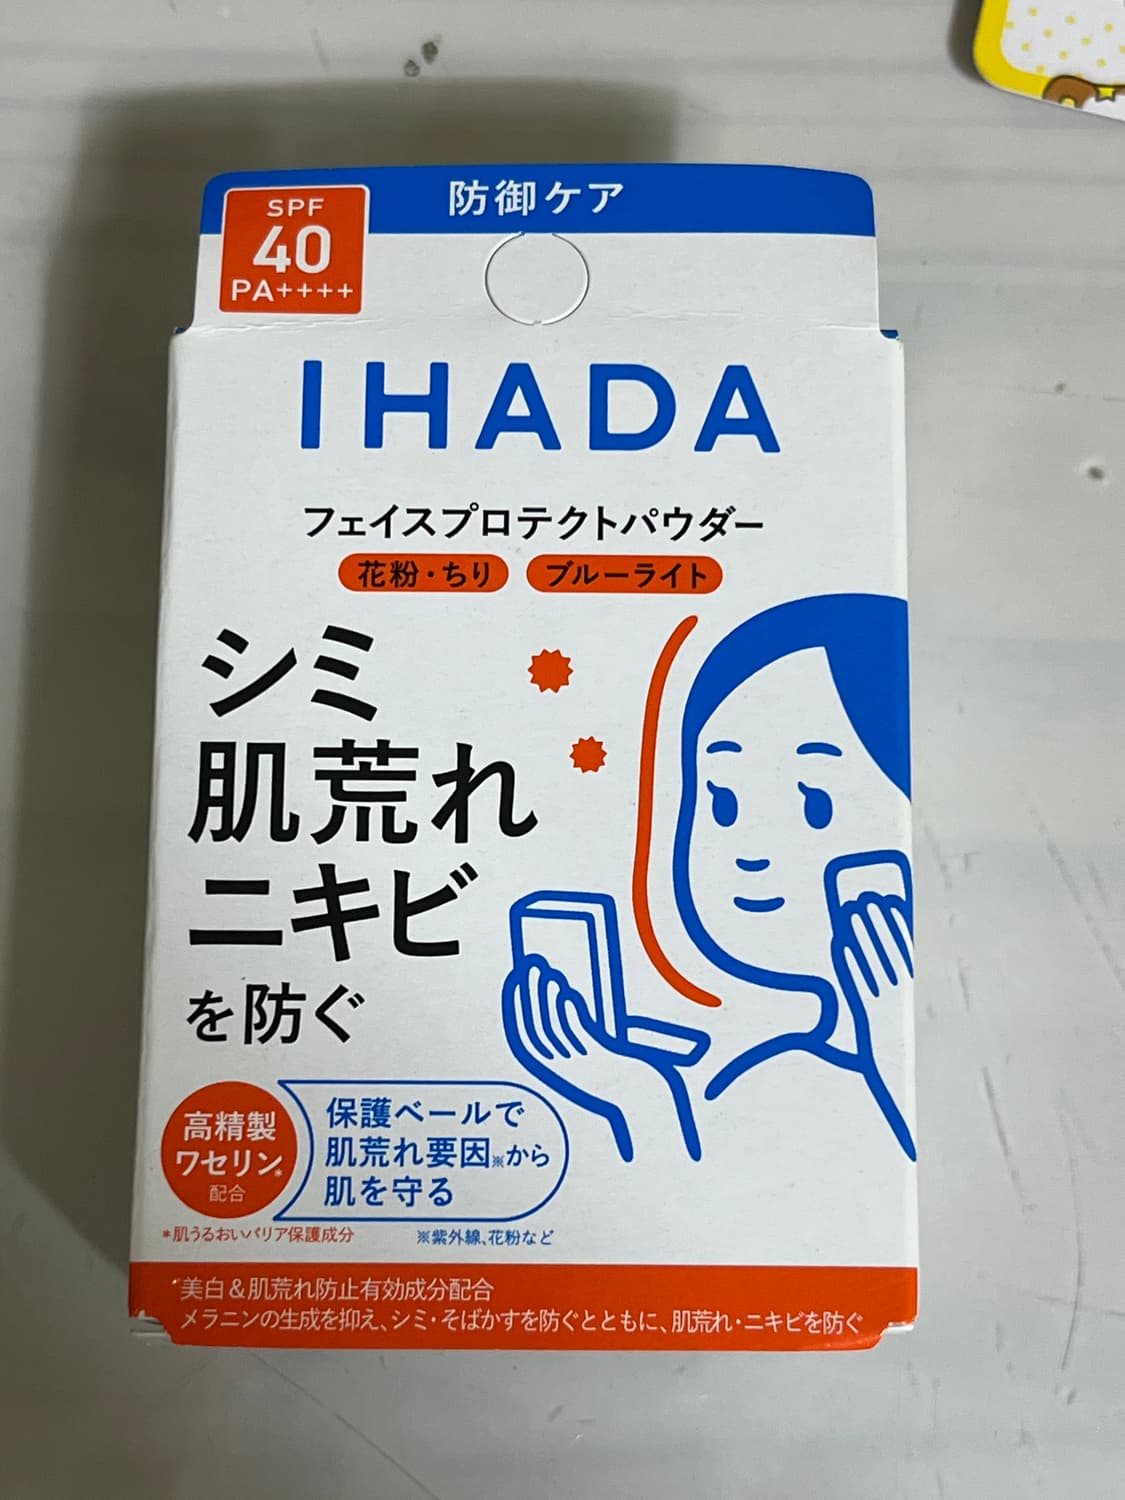 防御ケア
SPF
40
PA++++
IHADA
フェイスプロテクトパウダー
花粉・ちり ブルーライト
シミ
肌荒れ
ニキビ
を防ぐ
高精製
ワセリン*
配合
保護ベールで
肌荒れ要因※から
肌を守る
*肌うるおいバリア保護成分 ※紫外線、花粉など
美白&肌荒れ防止有効成分配合
メラニンの生成を抑え、シミ・そばかすを防ぐとともに、肌荒れ・ニキビを防ぐ